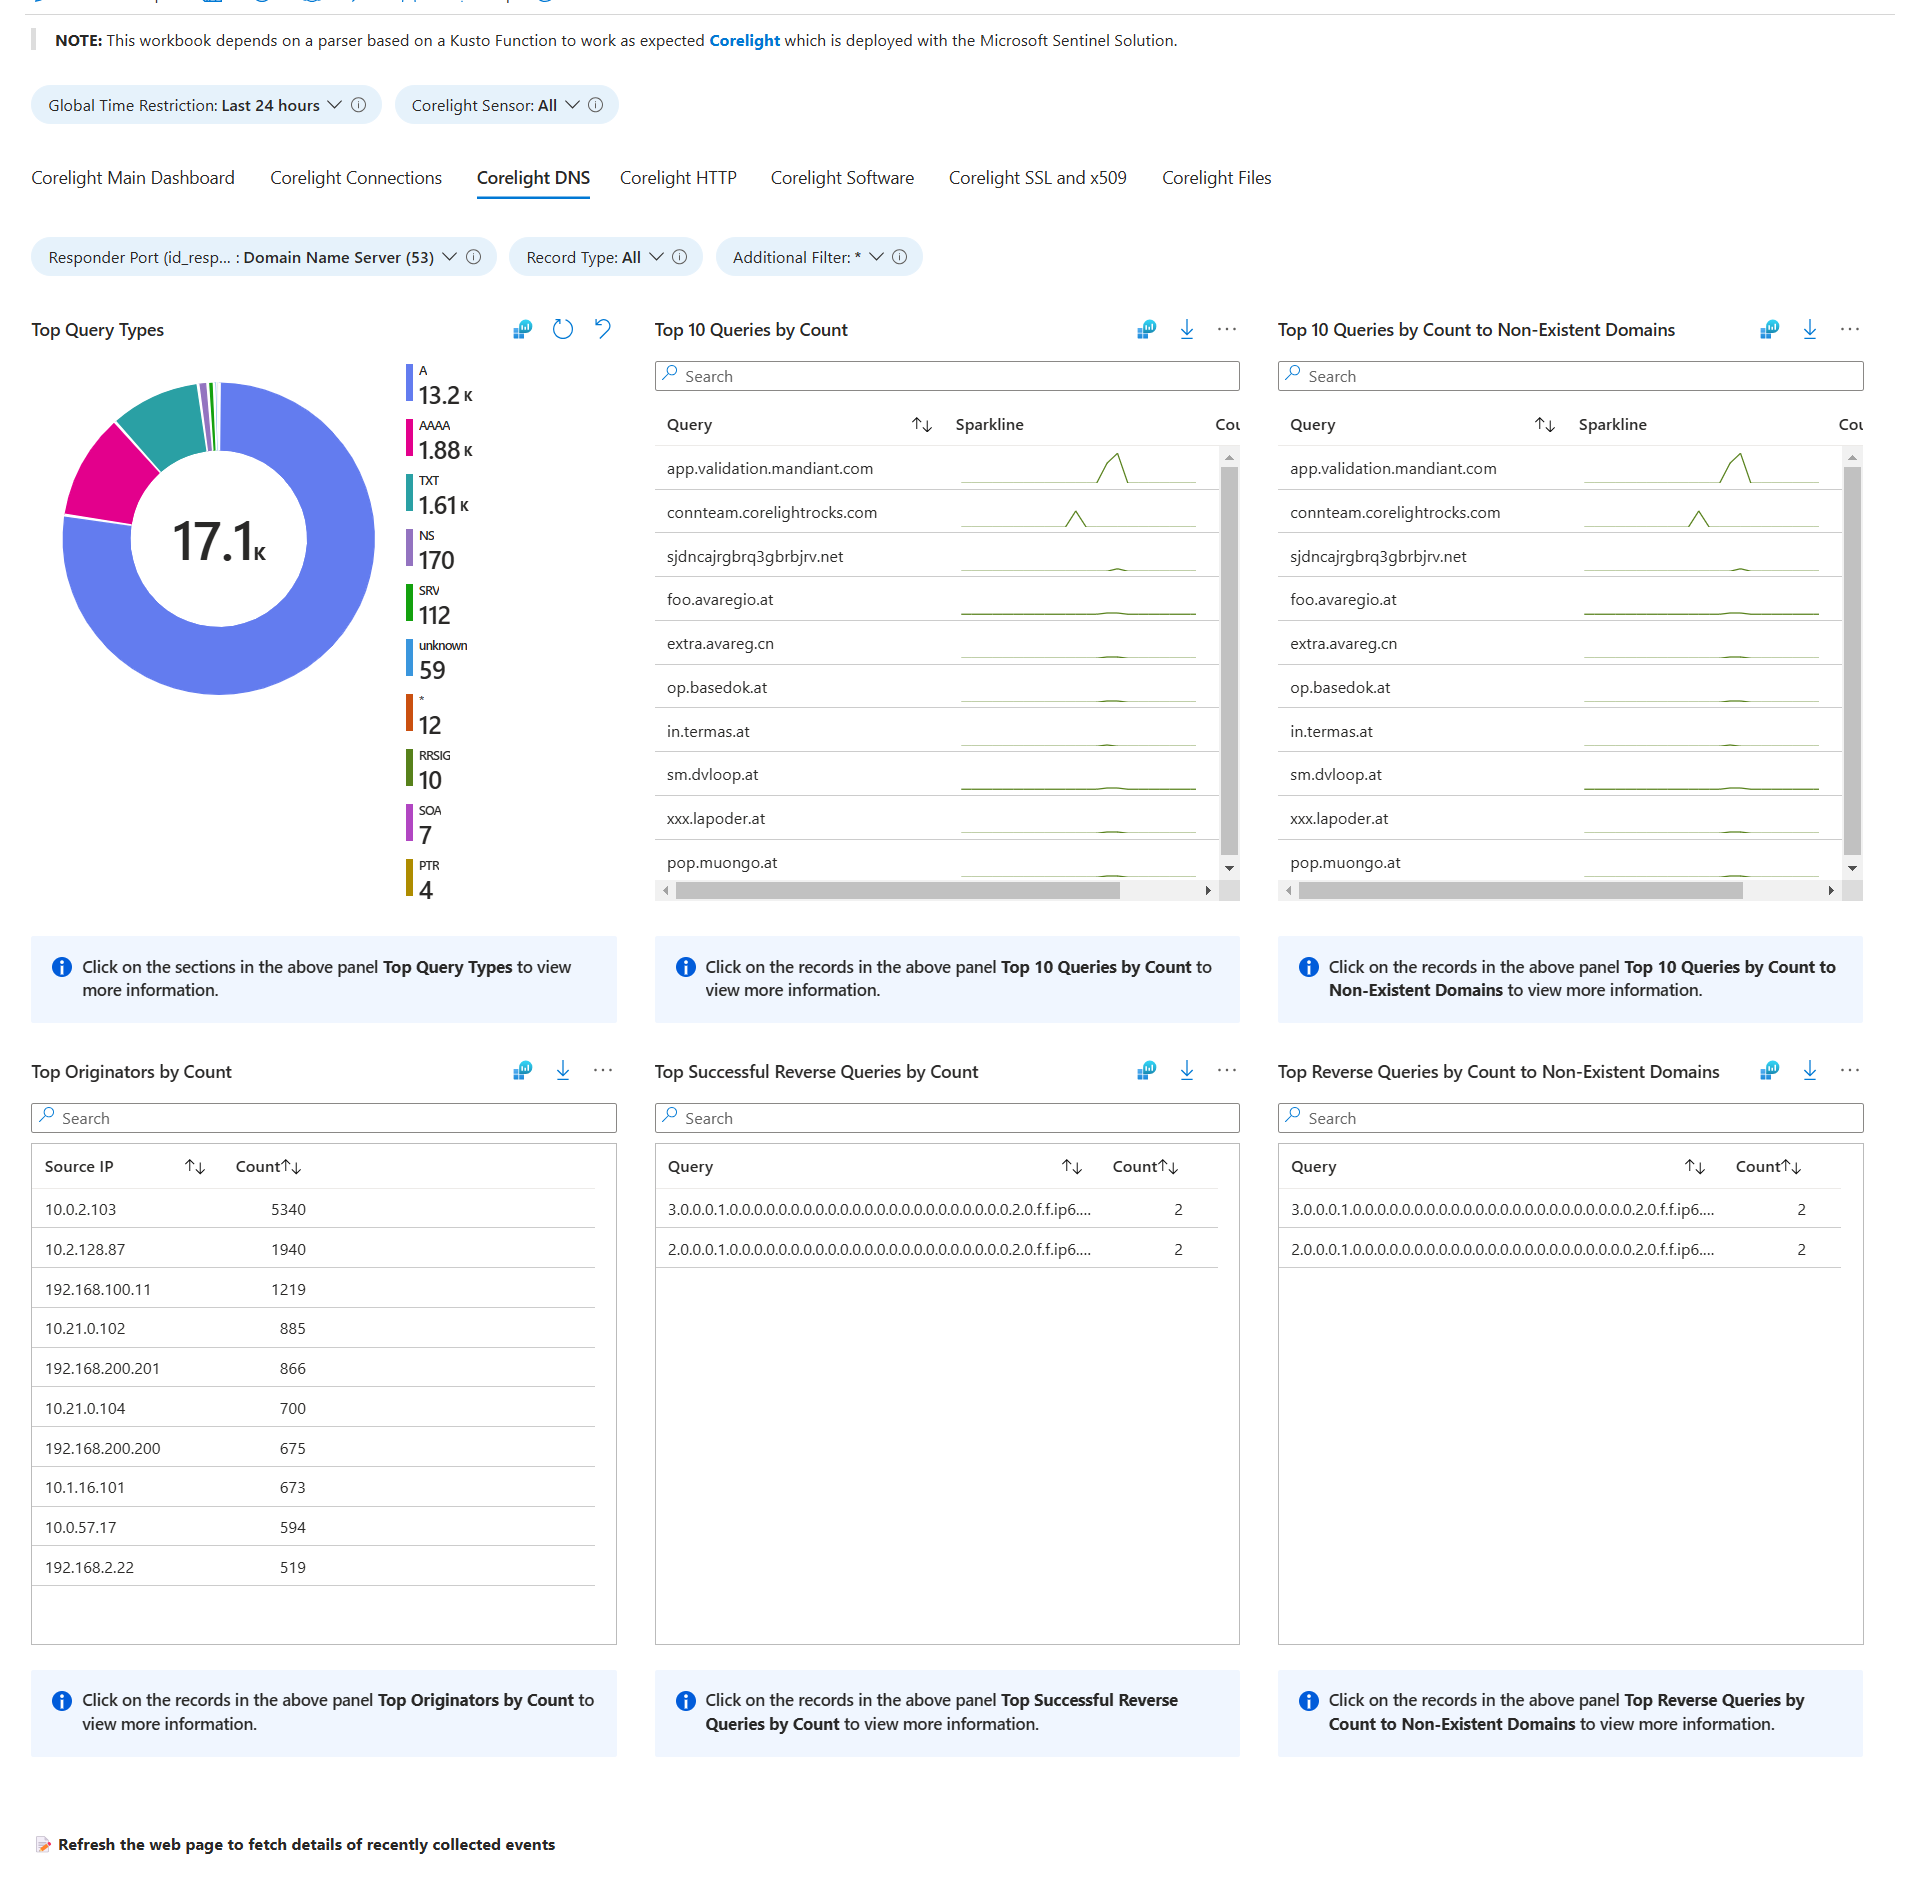 NOTE: This workbook depends on a parser based on a Kusto Function to work as expected Corelight which is deployed with the Microsoft Sentinel Solution.
Global Time Restriction: Last 24 hours
Corelight Sensor: All
Corelight Main Dashboard
Corelight Connections
Corelight DNS
Corelight HTTP
Corelight Software
Corelight SSL and x509
Corelight Files
Responder Port (id_resp... : Domain Name Server (53)
Record Type: All
Additional Filter: *
Top Query Types
17.1K
A
13.2 K
AAAA
1.88 K
TXT
1.61 K
NS
170
SRV
112
unknown
59
*
12
RRSIG
10
SOA
7
PTR
4
Top 10 Queries by Count
Search
Query Sparkline Cou
app.validation.mandiant.com
connteam.corelightrocks.com
sjdncajrgbrq3gbrbjrv.net
foo.avaregio.at
extra.avareg.cn
op.basedok.at
in.termas.at
sm.dvloop.at
xxx.lapoder.at
pop.muongo.at
Top 10 Queries by Count to Non-Existent Domains
Search
Query Sparkline Cou
app.validation.mandiant.com
connteam.corelightrocks.com
sjdncajrgbrq3gbrbjrv.net
foo.avaregio.at
extra.avareg.cn
op.basedok.at
in.termas.at
sm.dvloop.at
xxx.lapoder.at
pop.muongo.at
Click on the sections in the above panel Top Query Types to view
more information.
Click on the records in the above panel Top 10 Queries by Count to
view more information.
Click on the records in the above panel Top 10 Queries by Count to
Non-Existent Domains to view more information.
Top Originators by Count
Search
Source IP Count
10.0.2.103 5340
10.2.128.87 1940
192.168.100.11 1219
10.21.0.102 885
192.168.200.201 866
10.21.0.104 700
192.168.200.200 675
10.1.16.101 673
10.0.57.17 594
192.168.2.22 519
Top Successful Reverse Queries by Count
Search
Query Count
3.0.0.0.1.0.0.0.0.0.0.0.0.0.0.0.0.0.0.0.0.0.0.0.0.0.0.0.2.0.f.f.ip6.... 2
2.0.0.0.1.0.0.0.0.0.0.0.0.0.0.0.0.0.0.0.0.0.0.0.0.0.0.0.2.0.f.f.ip6.... 2
Top Reverse Queries by Count to Non-Existent Domains
Search
Query Count
3.0.0.0.1.0.0.0.0.0.0.0.0.0.0.0.0.0.0.0.0.0.0.0.0.0.0.0.2.0.f.f.ip6.... 2
2.0.0.0.1.0.0.0.0.0.0.0.0.0.0.0.0.0.0.0.0.0.0.0.0.0.0.0.2.0.f.f.ip6.... 2
Click on the records in the above panel Top Originators by Count to
view more information.
Click on the records in the above panel Top Successful Reverse
Queries by Count to view more information.
Click on the records in the above panel Top Reverse Queries by
Count to Non-Existent Domains to view more information.
Refresh the web page to fetch details of recently collected events